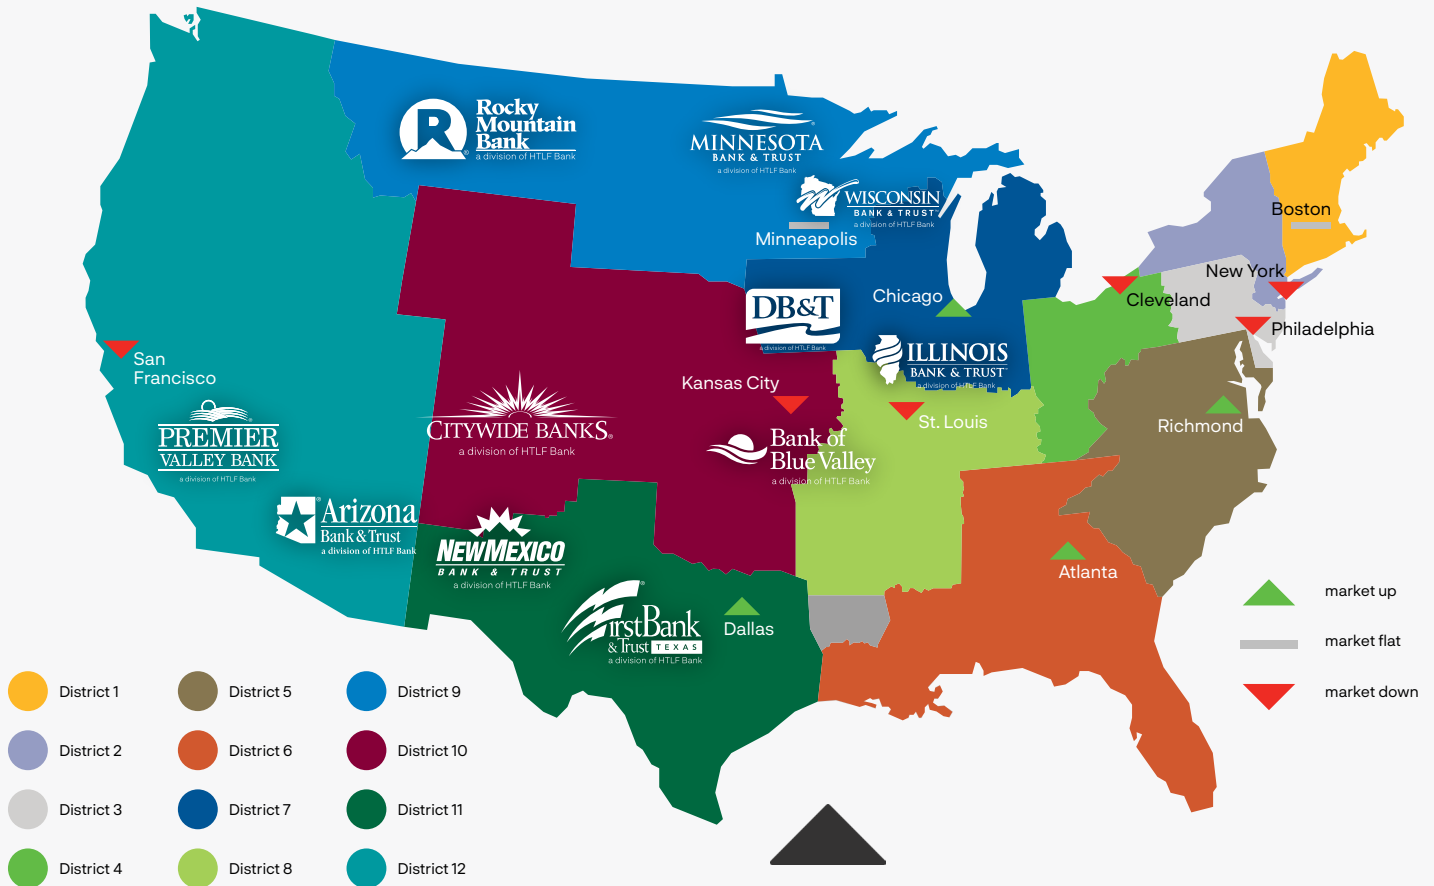 Rocky
Mountain
Bank
a division of HTLF Bank
MINNESOTA
BANK & TRUST
a division of HTLF Bank
WISCONSIN
BANK & TRUST
a division of HTLF Bank
Minneapolis
Boston
New York
Cleveland
Philadelphia
DB&T
a division of HTLF Bank
Chicago
ILLINOIS
BANK & TRUST
a division of HTLF Bank
San
Francisco
Kansas City
St. Louis
Richmond
PREMIER
VALLEY BANK
a division of HTLF Bank
CITYWIDE BANKS®
a division of HTLF Bank
Bank of
Blue Valley
a division of HTLF Bank
Arizona
Bank & Trust
a division of HTLF Bank
NEW MEXICO
BANK & TRUST
a division of HTLF Bank
FirstBank
& Trust TEXAS
a division of HTLF Bank
Dallas
Atlanta
market up
market flat
market down
District 1
District 5
District 9
District 2
District 6
District 10
District 3
District 7
District 11
District 4
District 8
District 12